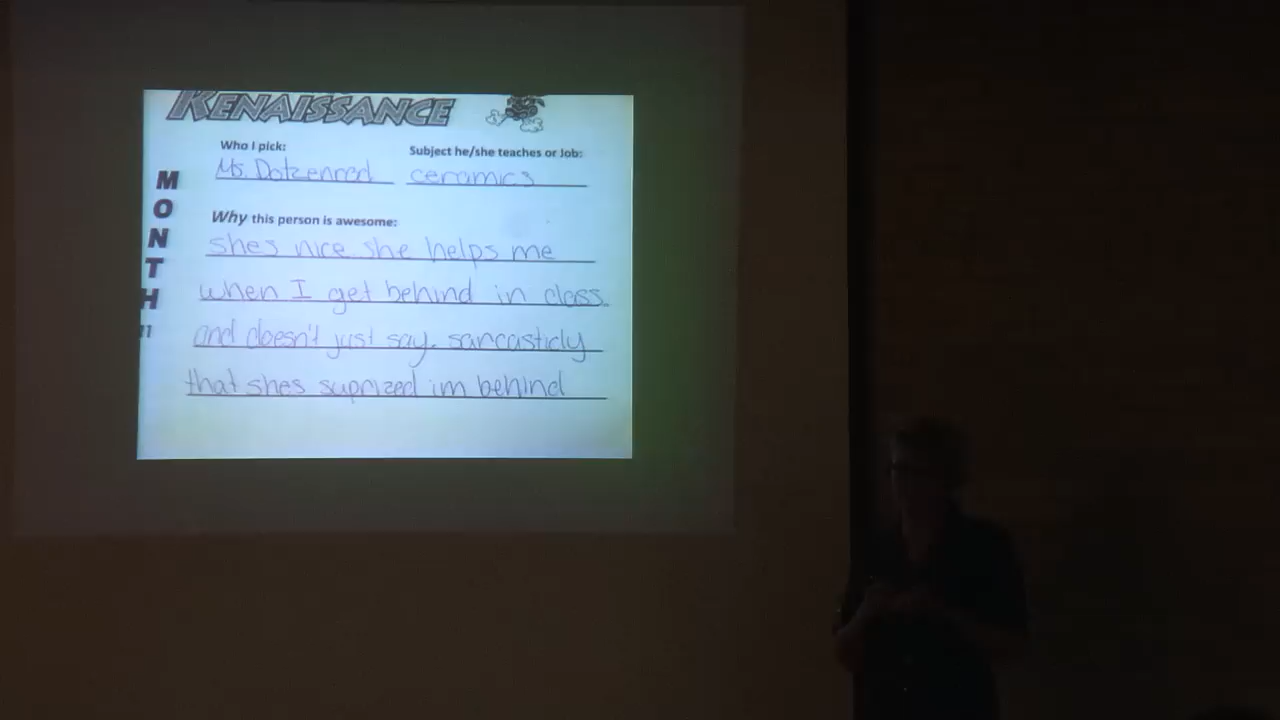 RENAISSANCE
Who I pick:
Subject he/she teaches or Job:
Ms. Dotzenrod
ceramics
MONTH
Why this person is awesome:
shes nice she helps me
when I get behind in class.
and doesn't just say. sarcasticly
that shes suprized im behind